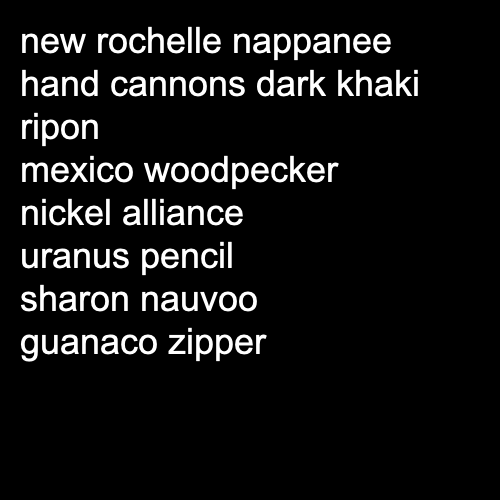 new rochelle nappanee
hand cannons dark khaki
ripon
mexico woodpecker
nickel alliance
uranus pencil
sharon nauvoo
guanaco zipper